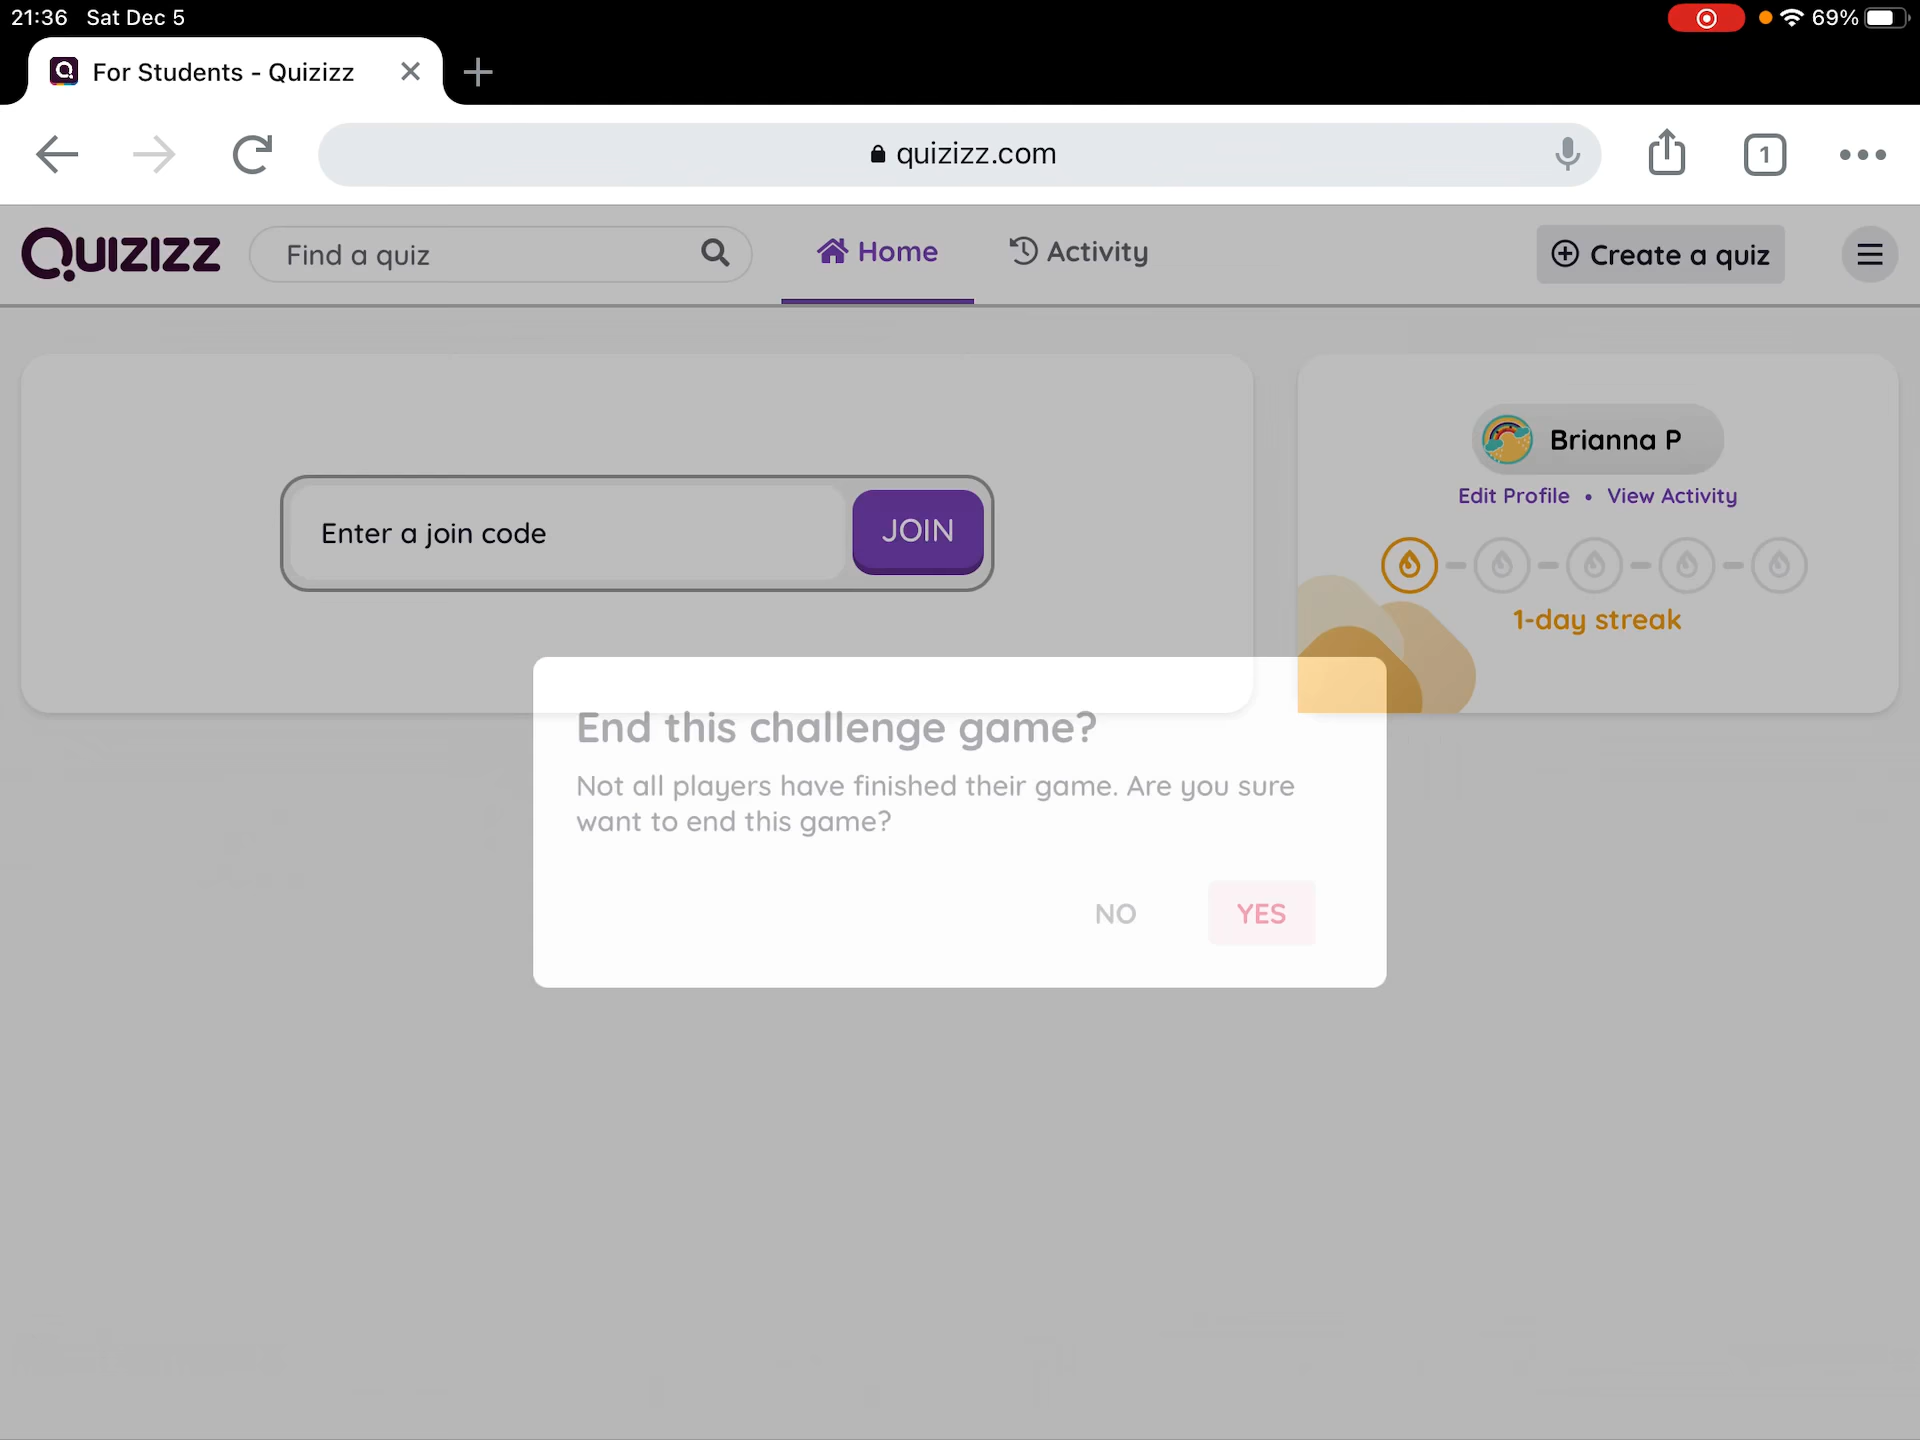 21:36 Sat Dec 5
69%
For Students - Quizizz
quizizz.com
1
QUIZIZZ
Find a quiz
Home
Activity
Create a quiz
Enter a join code
JOIN
Brianna P
Edit Profile • View Activity
1-day streak
End this challenge game?
Not all players have finished their game. Are you sure
want to end this game?
NO
YES